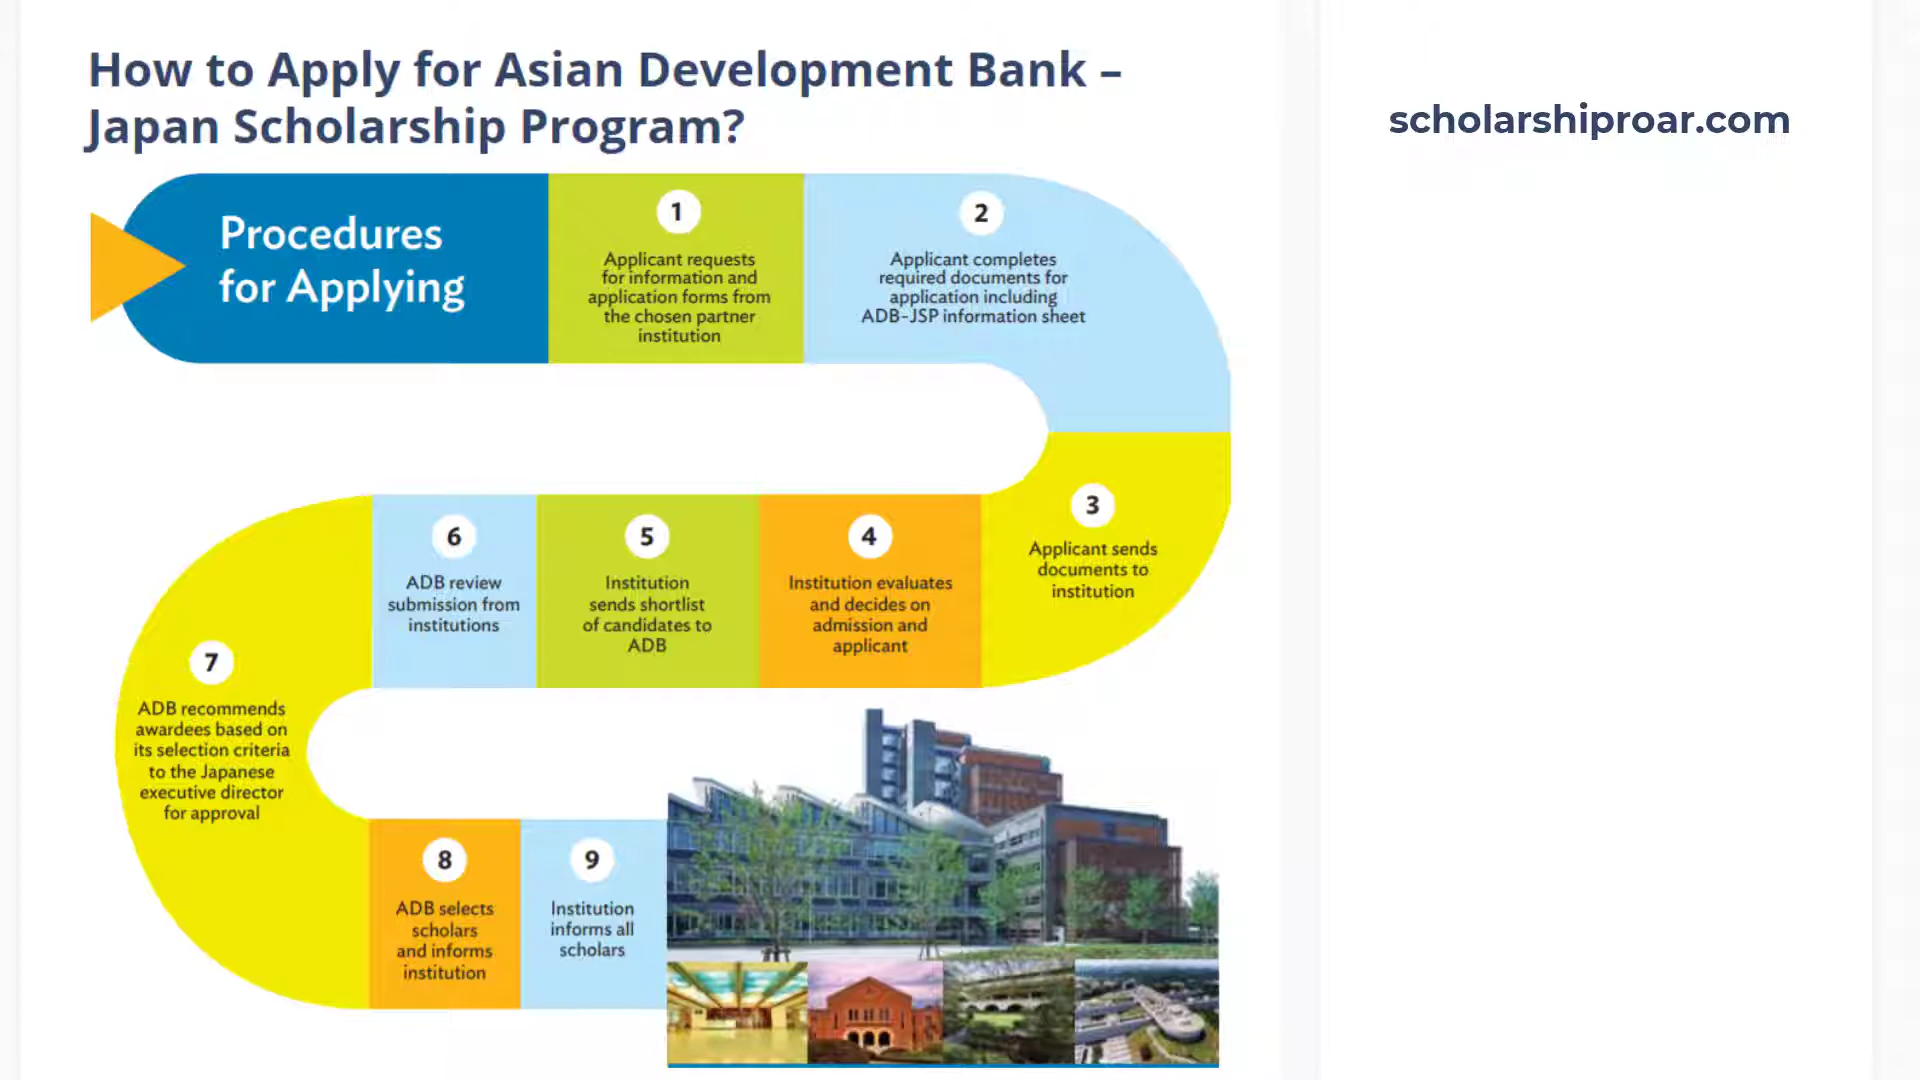 How to Apply for Asian Development Bank –
Japan Scholarship Program?
scholarshiproar.com
Procedures
for Applying
1
Applicant requests
for information and
application forms from
the chosen partner
institution
2
Applicant completes
required documents for
application including
ADB-JSP information sheet
3
Applicant sends
documents to
institution
4
Institution evaluates
and decides on
admission and
applicant
5
Institution
sends shortlist
of candidates to
ADB
6
ADB review
submission from
institutions
7
ADB recommends
awardees based on
its selection criteria
to the Japanese
executive director
for approval
8
ADB selects
scholars
and informs
institution
9
Institution
informs all
scholars